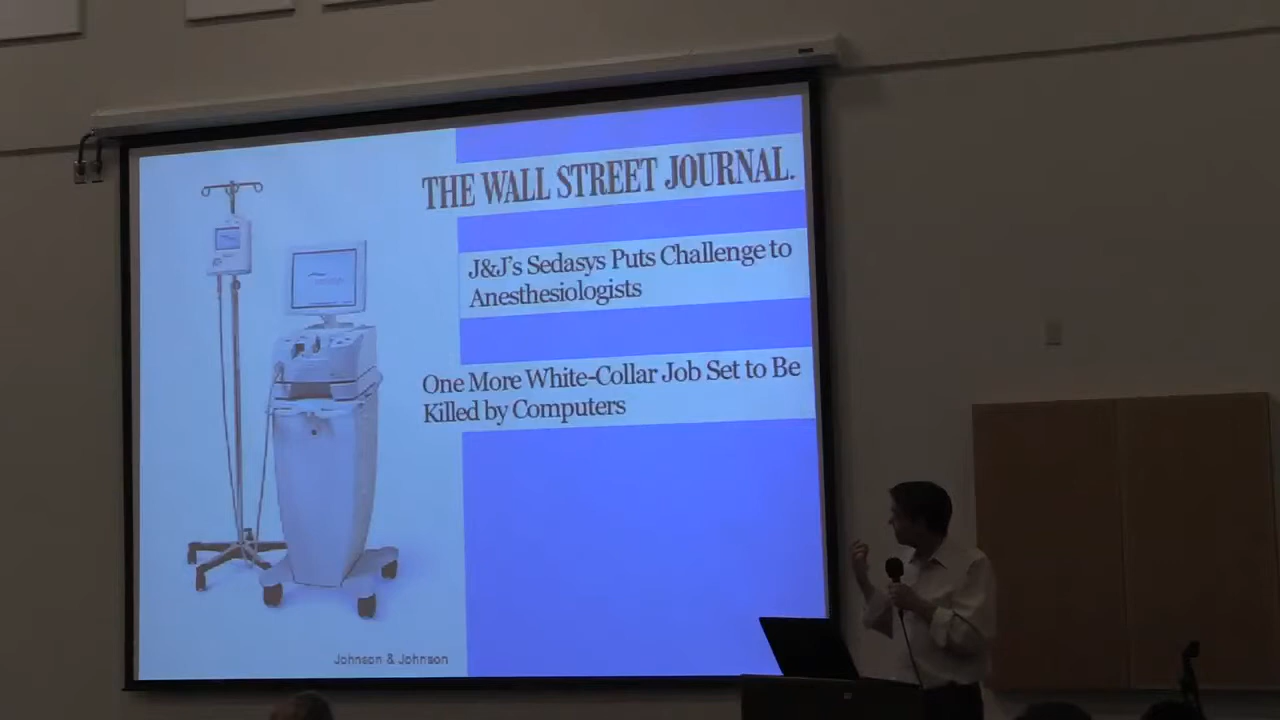 THE WALL STREET JOURNAL.
J&J's Sedasys Puts Challenge to
Anesthesiologists
One More White-Collar Job Set to Be
Killed by Computers
Johnson & Johnson